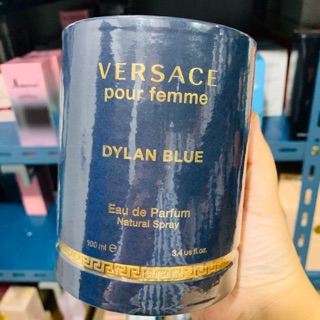 VERSACE
pour femme
DYLAN BLUE
Eau de Parfum
Natural Spray
100 ml ℮
3.4 us fl.oz.